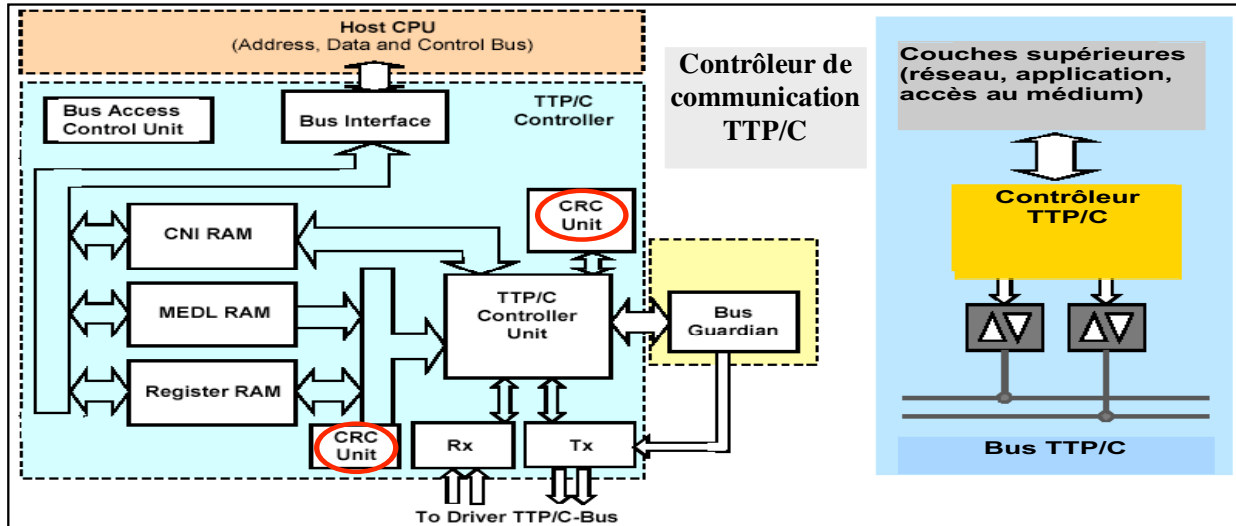 Host CPU
(Address, Data and Control Bus)
Bus Access
Control Unit
Bus Interface
TTP/C
Controller
CNI RAM
MEDL RAM
Register RAM
CRC
Unit
TTP/C
Controller
Unit
Bus
Guardian
CRC
Unit
Rx
Tx
To Driver TTP/C-Bus
Contrôleur de
communication
TTP/C
Couches supérieures
(réseau, application,
accès au médium)
Contrôleur
TTP/C
Bus TTP/C